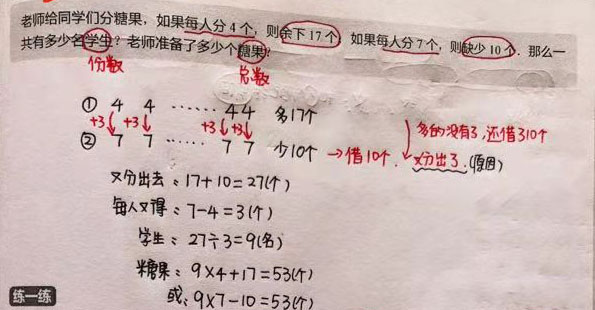 老师给同学们分糖果，如果每人分 4 个，则余下 17 个，如果每人分 7 个，则缺少 10 个．那么一
共有多少名学生？老师准备了多少个糖果？
份数 总数
① 4 4 ······ 4 4 多17个
+3 +3 +3 +3 多的没有了，还借了10个
② 7 7 ······ 7 7 少10个 →借10个． 又分出了．(原因)
又分出去：17+10=27(个)
每人又得：7-4=3(个)
学生：27÷3=9(名)
糖果：9×4+17=53(个)
或：9×7-10=53(个)
练一练